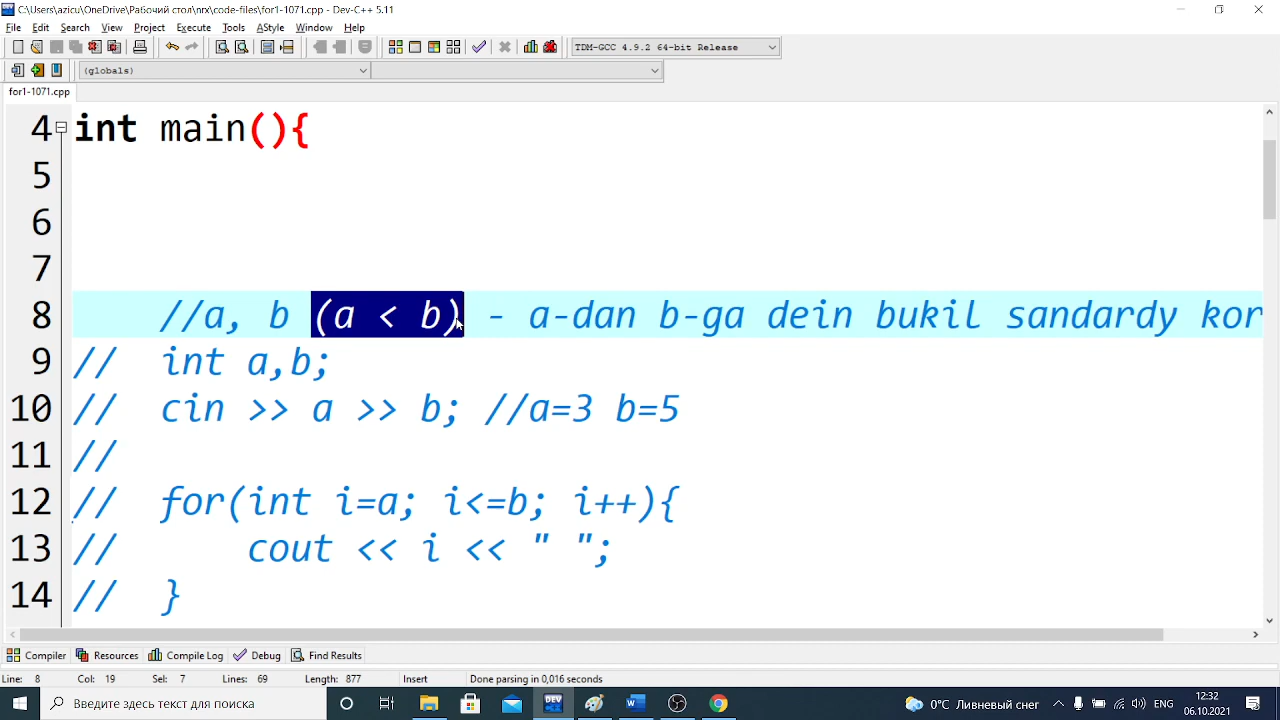 C:\Users\azicu\OneDrive\Рабочий стол\прх\code-files\for1-1071.cpp - Dev-C++ 5.11
File Edit Search View Project Execute Tools AStyle Window Help
TDM-GCC 4.9.2 64-bit Release
(globals)
for1-1071.cpp
4 int main(){
5
6
7
8 //a, b (a < b) - a-dan b-ga dein bukil sandardy kor
9 // int a,b;
10 // cin >> a >> b; //a=3 b=5
11 //
12 // for(int i=a; i<=b; i++){
13 // cout << i << " ";
14 // }
Compiler Resources Compile Log Debug Find Results
Line: 8 Col: 19 Sel: 7 Lines: 69 Length: 877 Insert Done parsing in 0,016 seconds
Введите здесь текст для поиска
0°C Ливневый снег ENG 12:32
06.10.2021